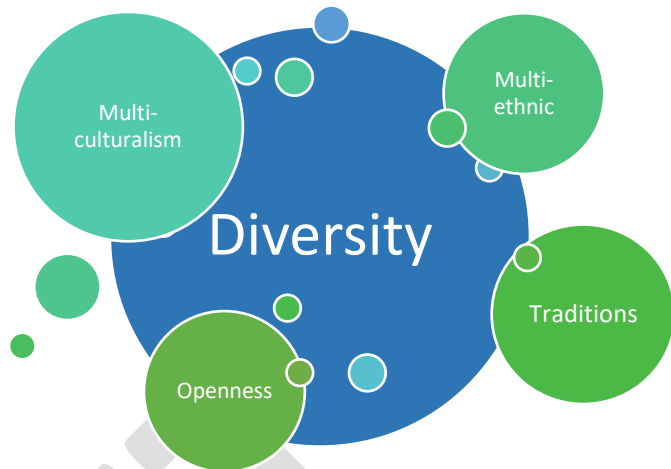 Multi-
culturalism
Multi-
ethnic
Diversity
Traditions
Openness